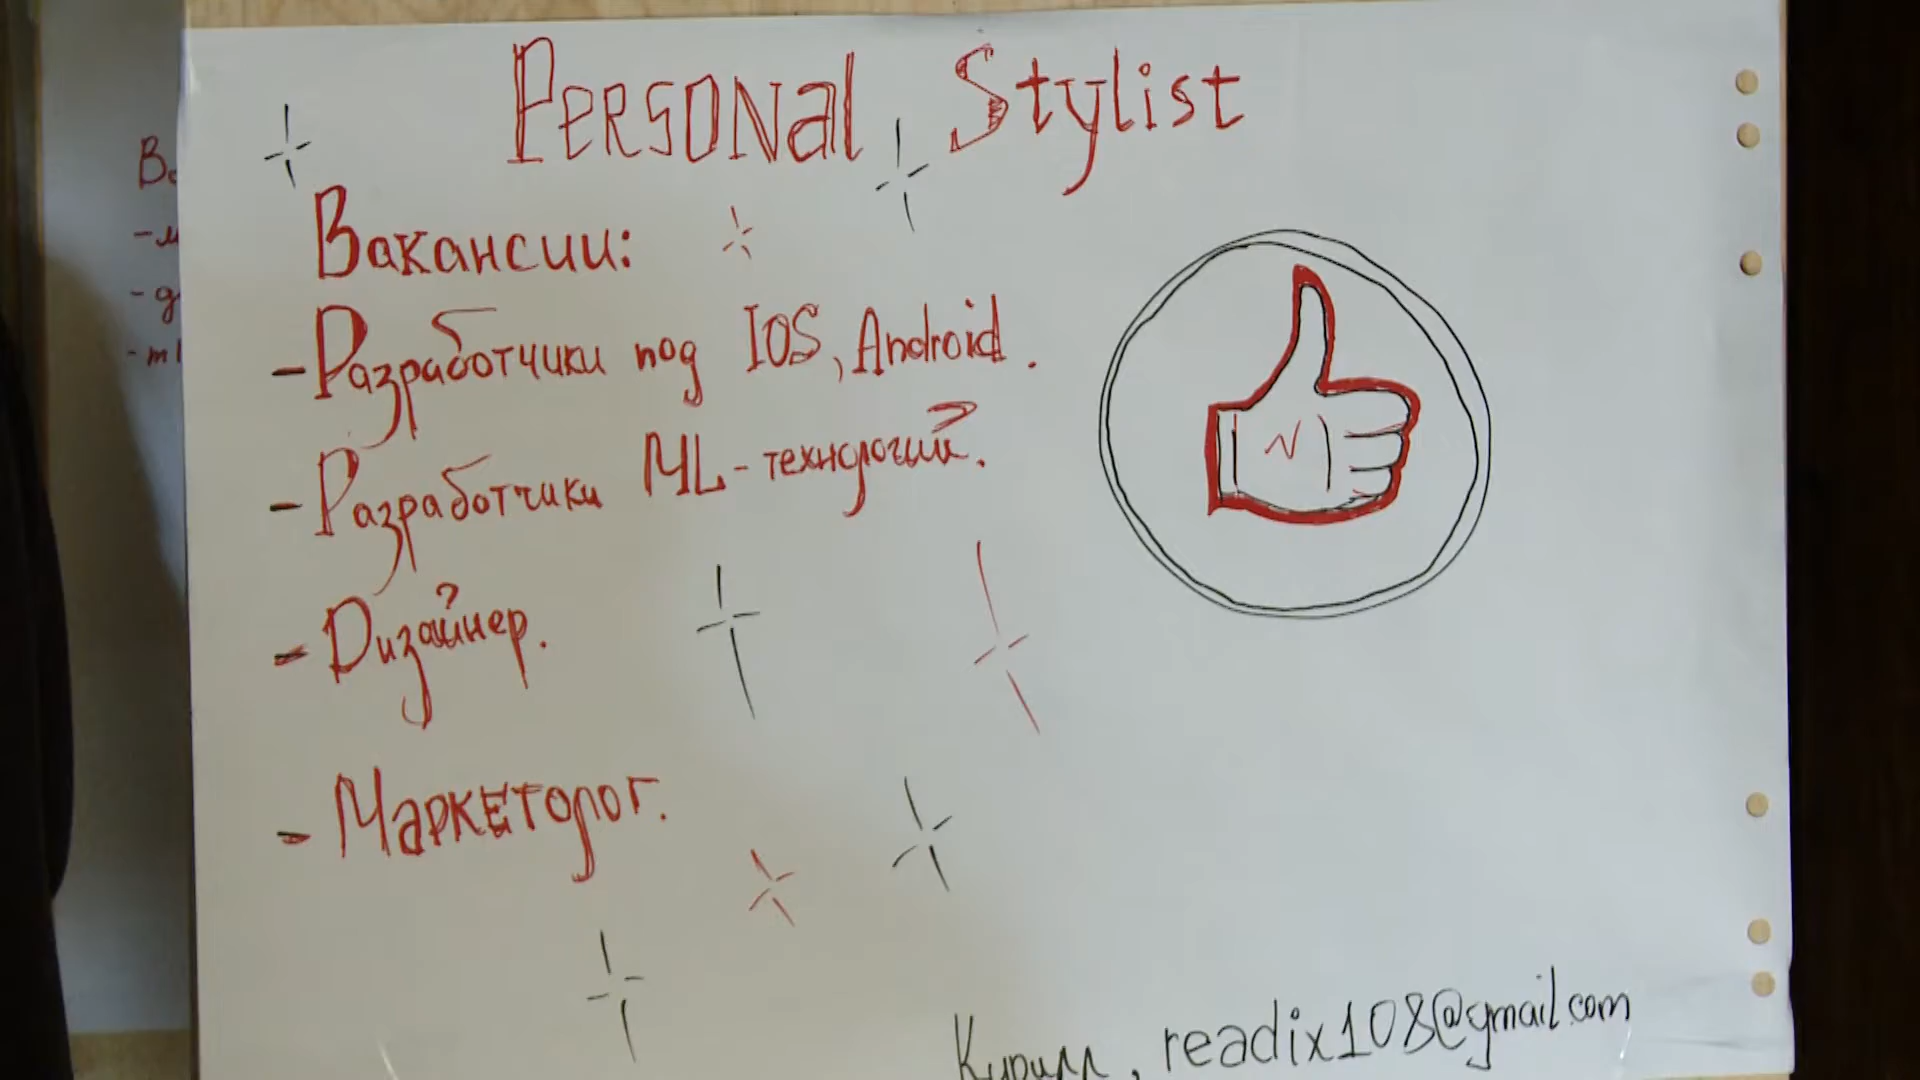 Personal Stylist
Вакансии:
- Разработчики под IOS, Android.
- Разработчики ML-технологий.
- Дизайнер.
- Маркетолог.
Кирилл, readix108@gmail.com